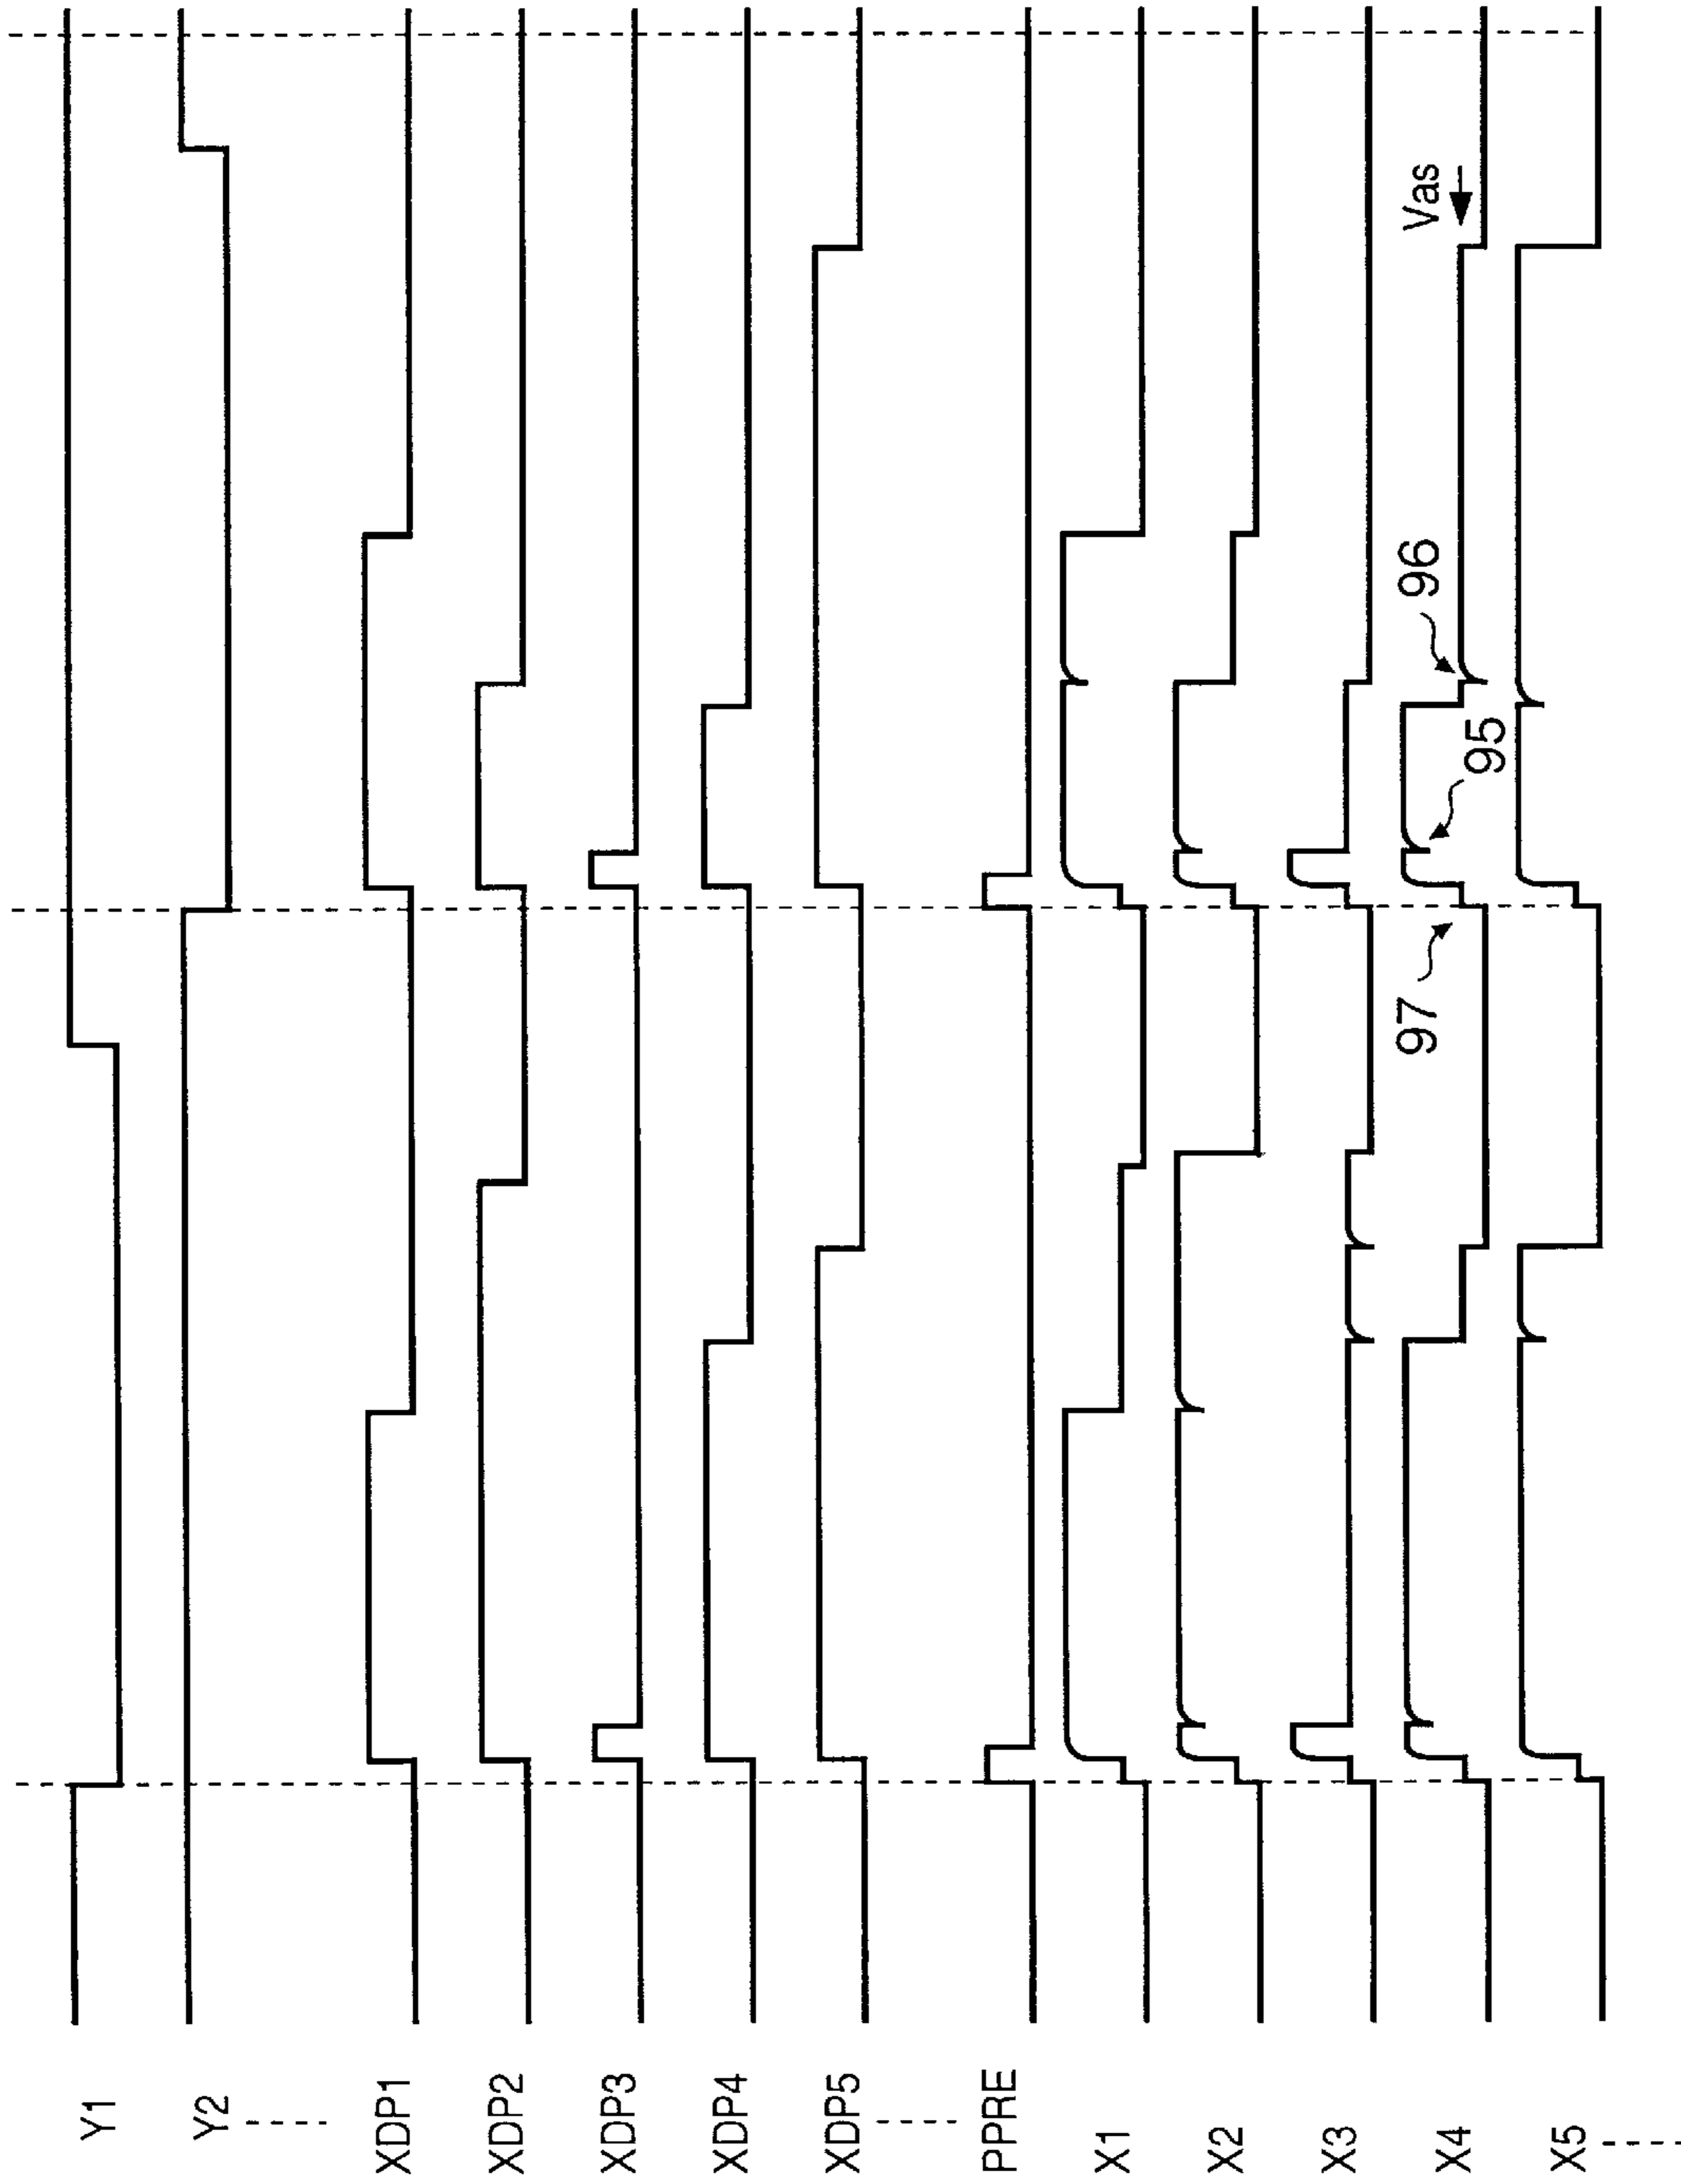 Y1
Y2
XDP1
XDP2
XDP3
XDP4
XDP5
PPRE
X1
X2
X3
X4
X5
97
95
96
Vas